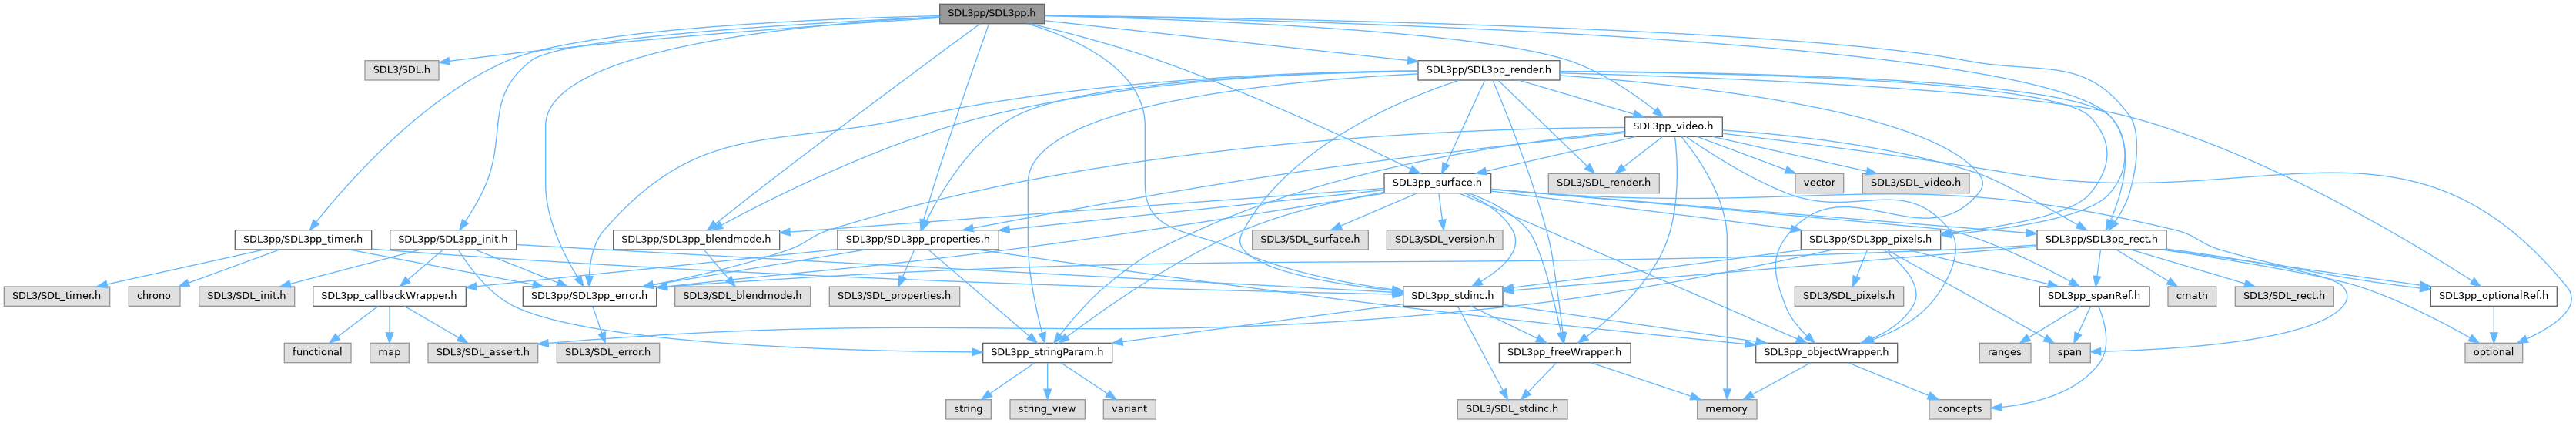 SDL3pp/SDL3pp.h
SDL3/SDL.h
SDL3pp/SDL3pp_render.h
SDL3pp_video.h
SDL3pp_surface.h
SDL3/SDL_render.h
vector
SDL3/SDL_video.h
SDL3pp/SDL3pp_timer.h
SDL3pp/SDL3pp_init.h
SDL3pp/SDL3pp_blendmode.h
SDL3pp/SDL3pp_properties.h
SDL3/SDL_surface.h
SDL3/SDL_version.h
SDL3pp/SDL3pp_pixels.h
SDL3pp/SDL3pp_rect.h
SDL3/SDL_timer.h
chrono
SDL3/SDL_init.h
SDL3pp_callbackWrapper.h
SDL3pp/SDL3pp_error.h
SDL3/SDL_blendmode.h
SDL3/SDL_properties.h
SDL3pp_stdinc.h
SDL3/SDL_pixels.h
SDL3pp_spanRef.h
cmath
SDL3/SDL_rect.h
SDL3pp_optionalRef.h
functional
map
SDL3/SDL_assert.h
SDL3/SDL_error.h
SDL3pp_stringParam.h
SDL3pp_freeWrapper.h
SDL3pp_objectWrapper.h
ranges
span
optional
string
string_view
variant
SDL3/SDL_stdinc.h
memory
concepts